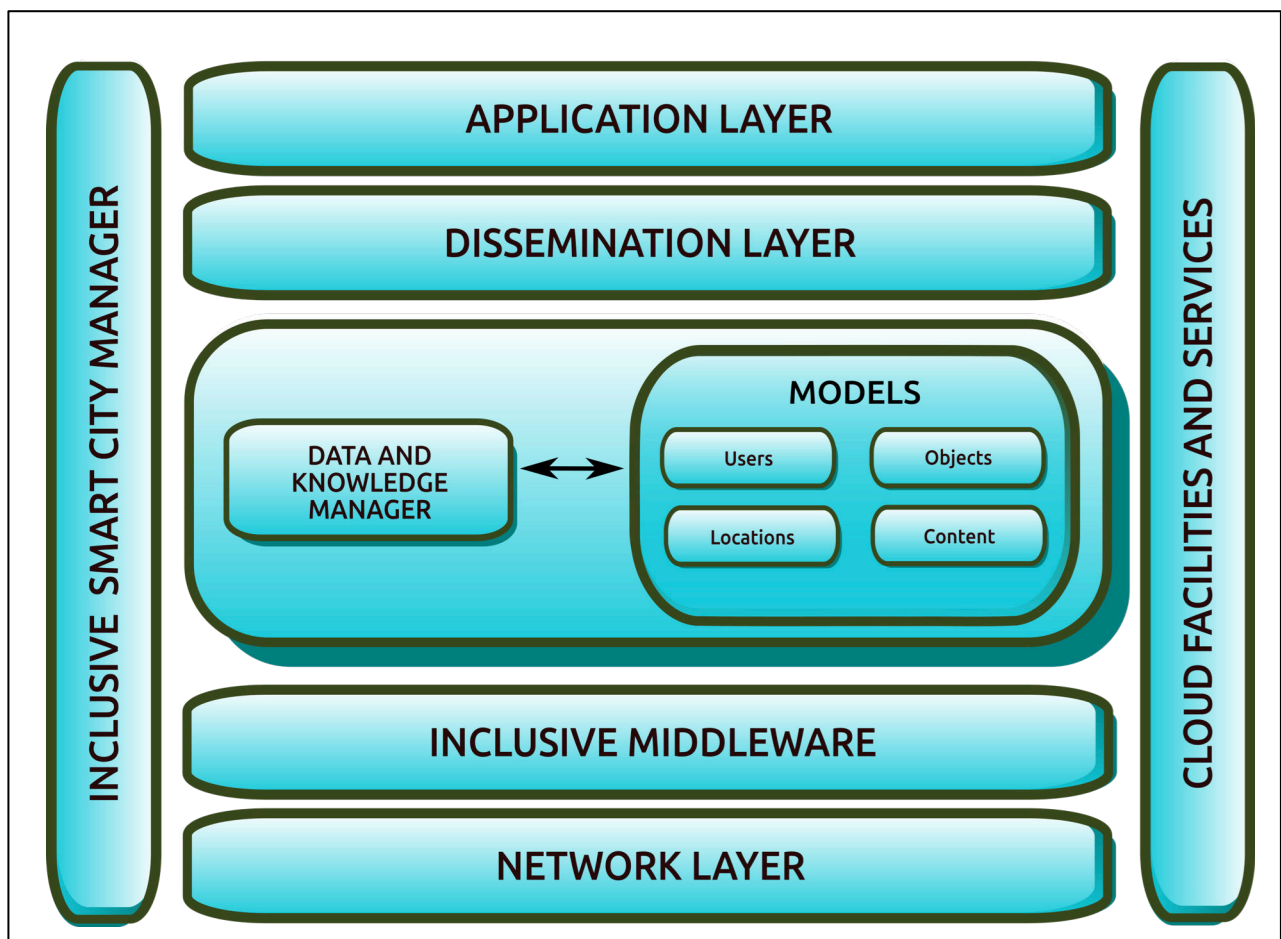 INCLUSIVE SMART CITY MANAGER
APPLICATION LAYER
DISSEMINATION LAYER
DATA AND
KNOWLEDGE
MANAGER
MODELS
Users
Objects
Locations
Content
INCLUSIVE MIDDLEWARE
NETWORK LAYER
CLOUD FACILITIES AND SERVICES